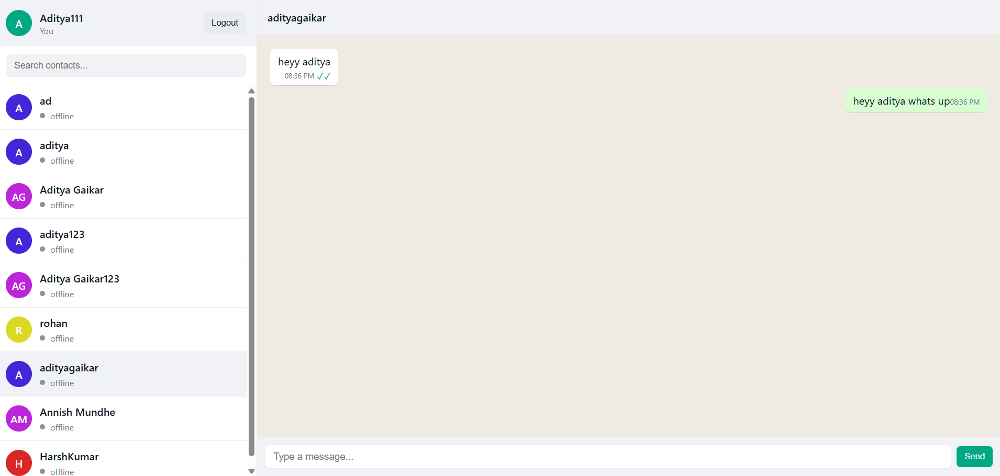 A
Aditya111
You
Logout
Search contacts...
A
ad
offline
A
aditya
offline
AG
Aditya Gaikar
offline
A
aditya123
offline
AG
Aditya Gaikar123
offline
R
rohan
offline
A
adityagaikar
offline
AM
Annish Mundhe
offline
H
HarshKumar
offline
adityagaikar
heyy aditya
08:36 PM ✓✓
heyy aditya whats up08:36 PM
Type a message...
Send